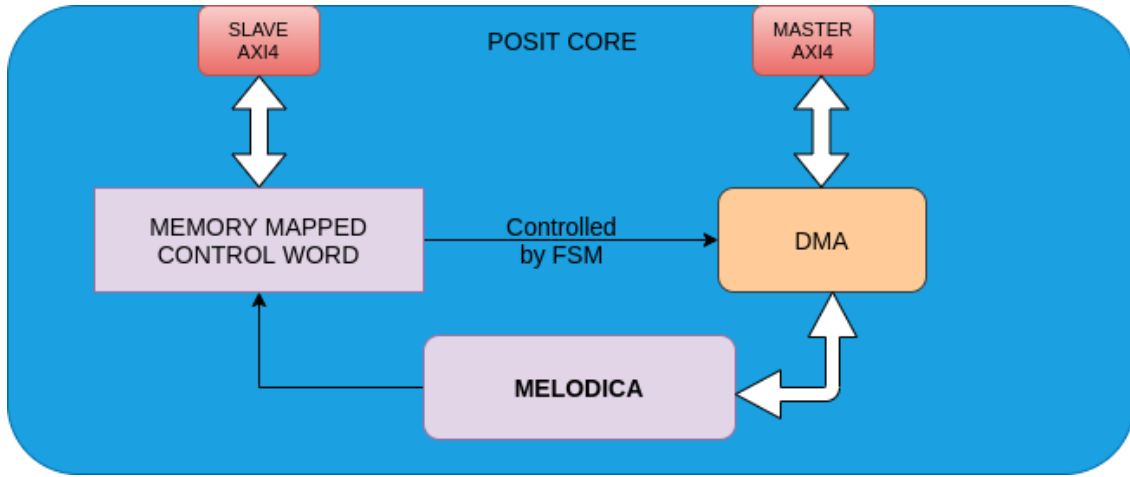 SLAVE
AXI4
POSIT CORE
MASTER
AXI4
MEMORY MAPPED
CONTROL WORD
Controlled
by FSM
DMA
MELODICA